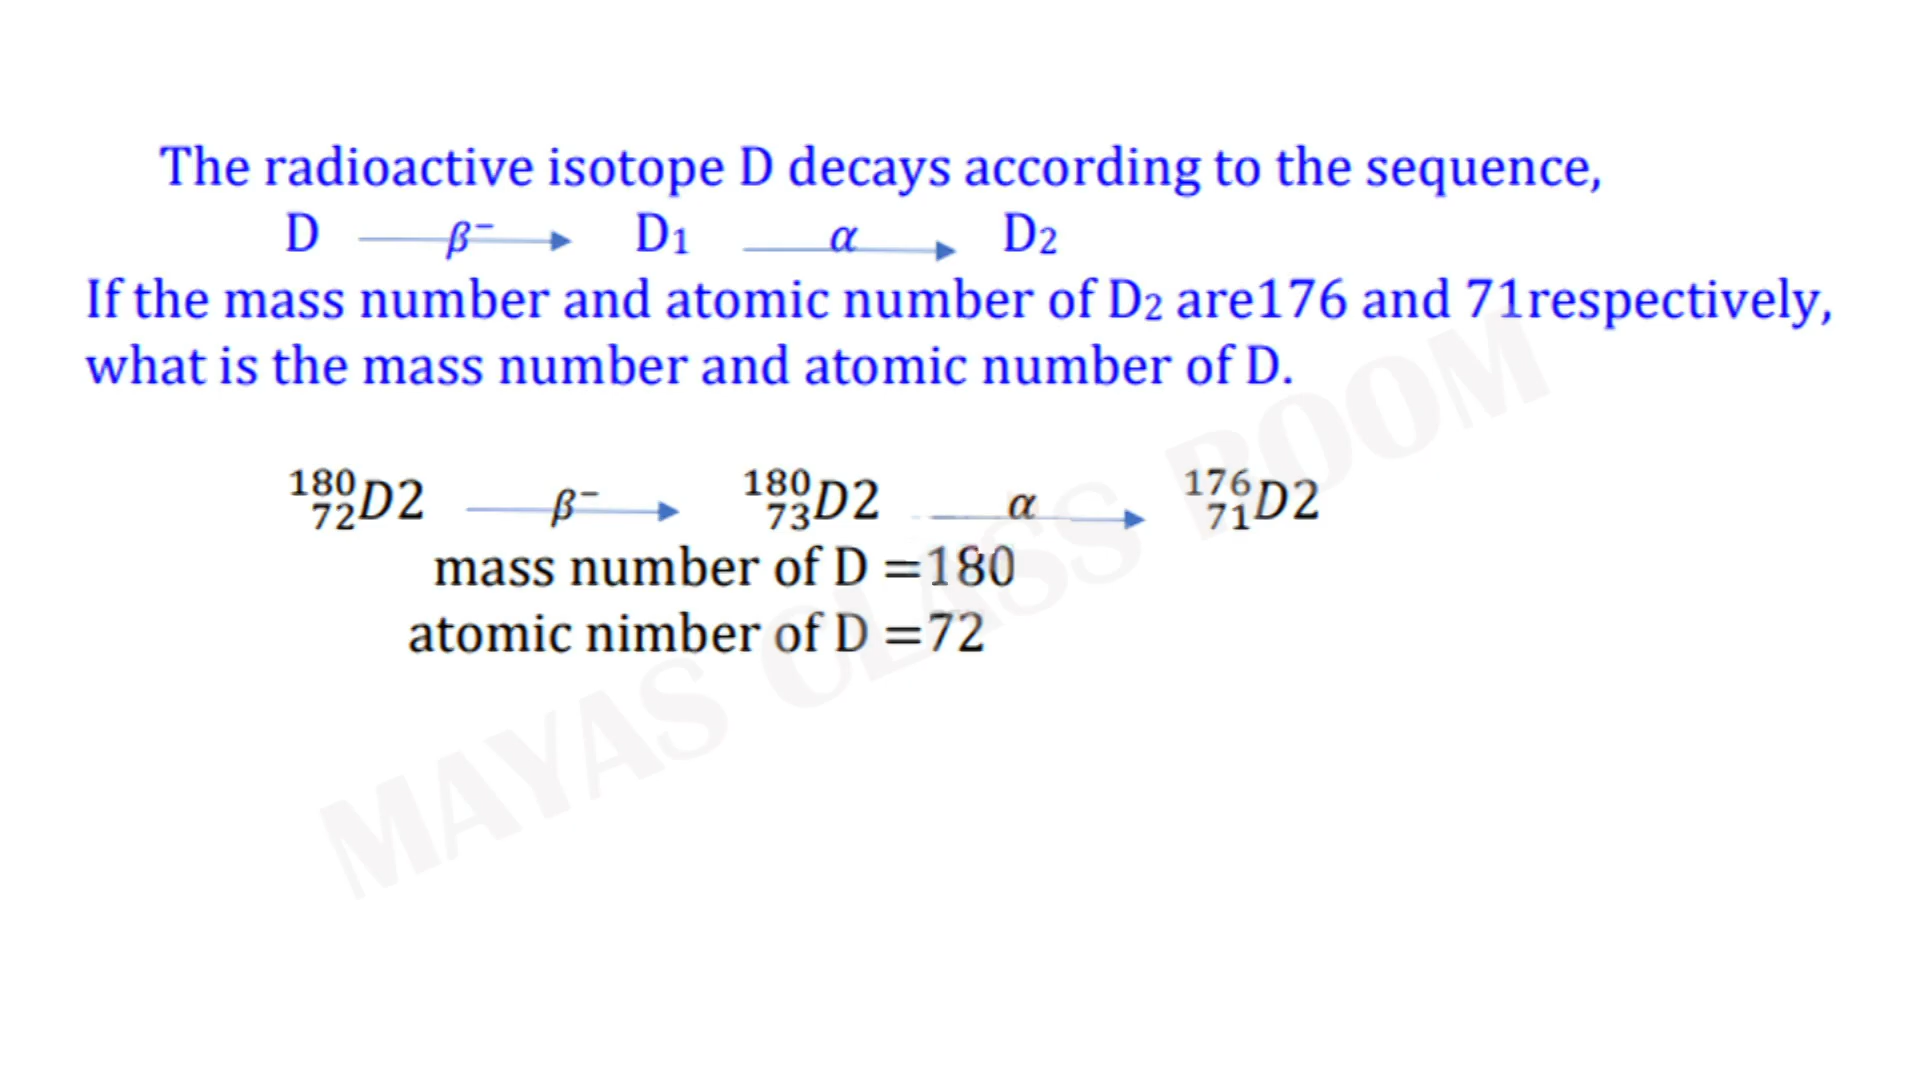 The radioactive isotope D decays according to the sequence,
D β⁻ D₁ α D₂
If the mass number and atomic number of D₂ are176 and 71respectively,
what is the mass number and atomic number of D.
¹⁸⁰₇₂D2 β⁻ ¹⁸⁰₇₃D2 α ¹⁷⁶₇₁D2
mass number of D =180
atomic nimber of D =72
MAYAS CLASS ROOM